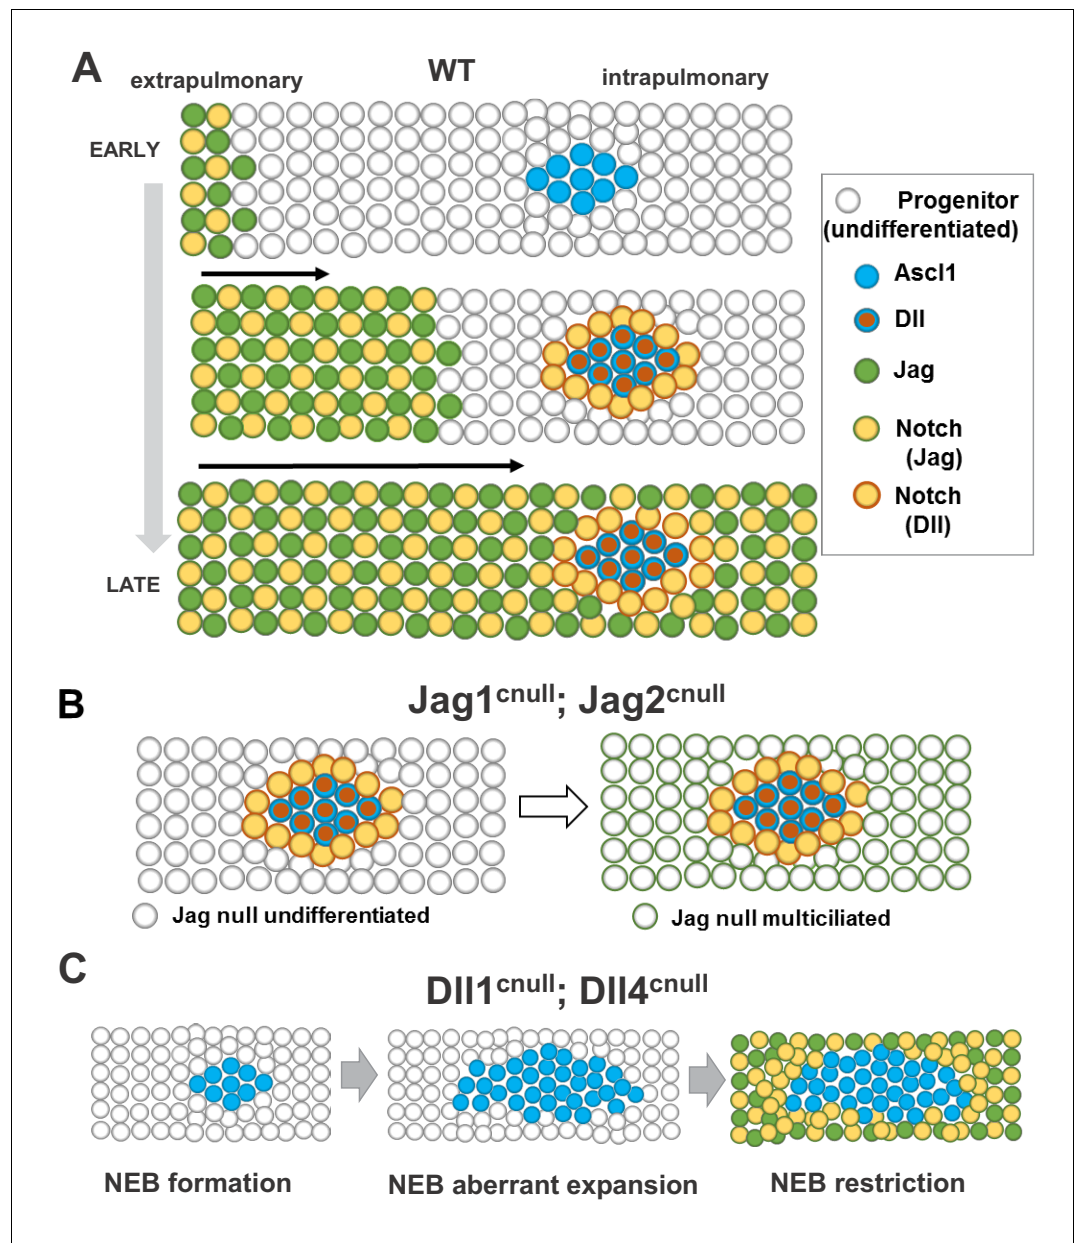 A
extrapulmonary
WT
intrapulmonary
EARLY
LATE
Progenitor
(undifferentiated)
Ascl1
Dll
Jag
Notch
(Jag)
Notch
(Dll)
B
Jag1cnull; Jag2cnull
Jag null undifferentiated
Jag null multiciliated
C
Dll1cnull; Dll4cnull
NEB formation
NEB aberrant expansion
NEB restriction